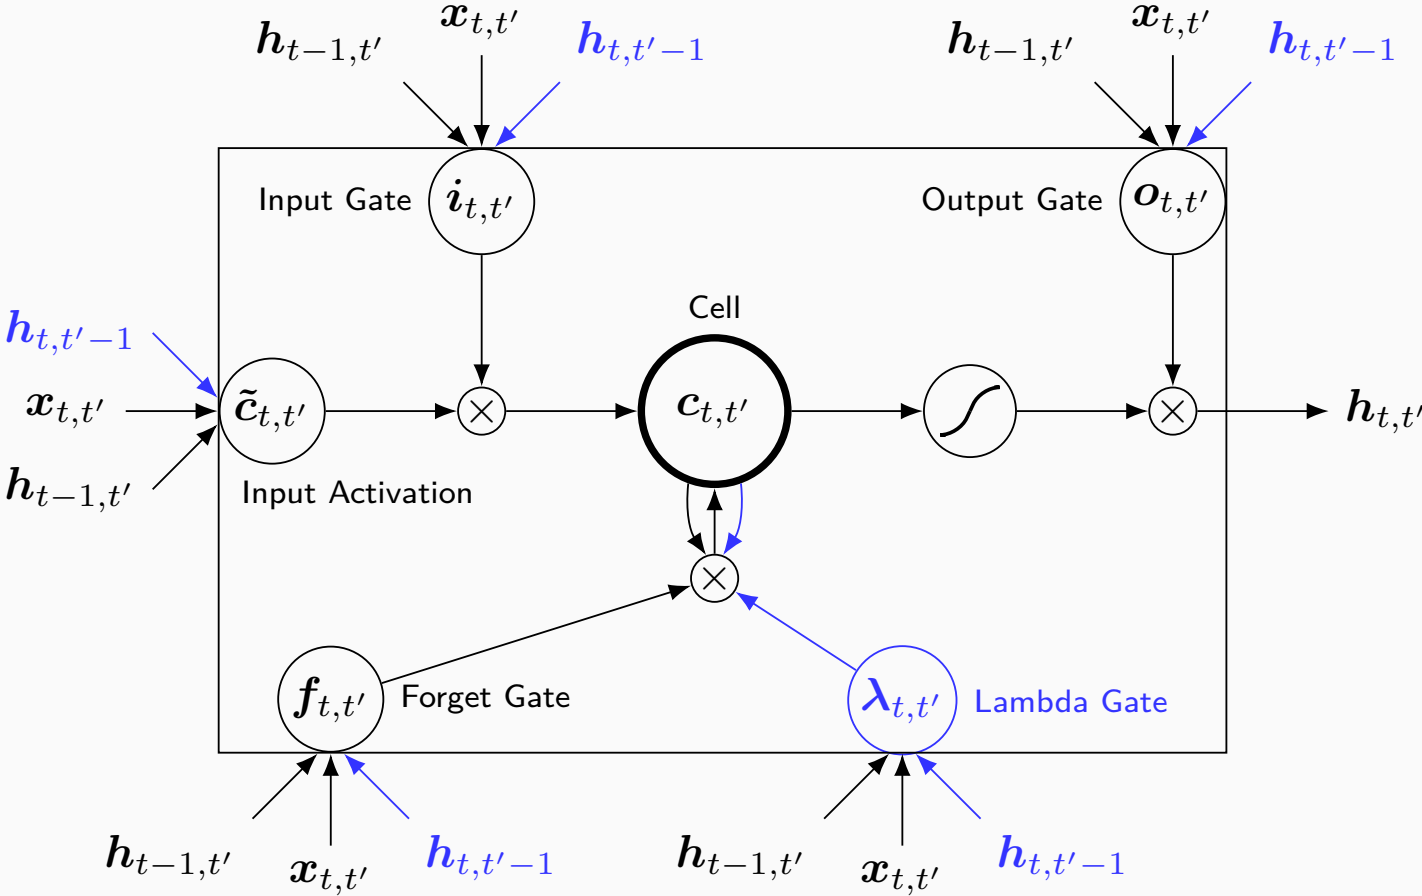 h_{t−1,t′} x_{t,t′} h_{t,t′−1}
h_{t−1,t′} x_{t,t′} h_{t,t′−1}
Input Gate i_{t,t′}
Output Gate o_{t,t′}
Cell
h_{t,t′−1}
x_{t,t′}
h_{t−1,t′}
c̃_{t,t′}
Input Activation
×
c_{t,t′}
×
h_{t,t′}
×
f_{t,t′} Forget Gate
λ_{t,t′} Lambda Gate
h_{t−1,t′} x_{t,t′} h_{t,t′−1}
h_{t−1,t′} x_{t,t′} h_{t,t′−1}